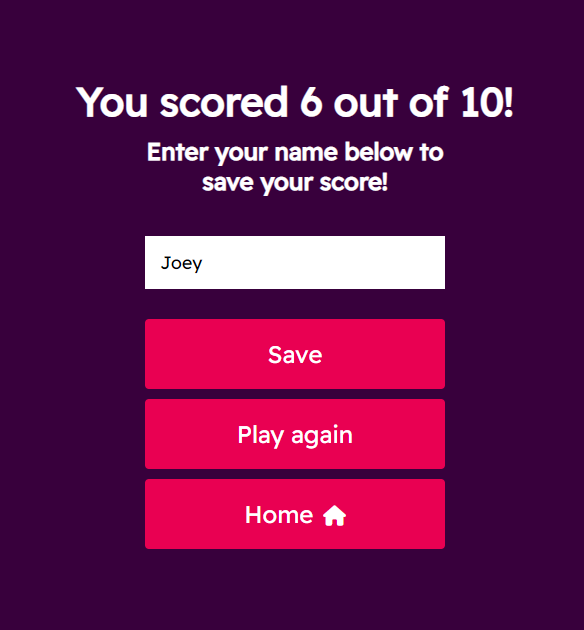 You scored 6 out of 10!
Enter your name below to
save your score!
Joey
Save
Play again
Home